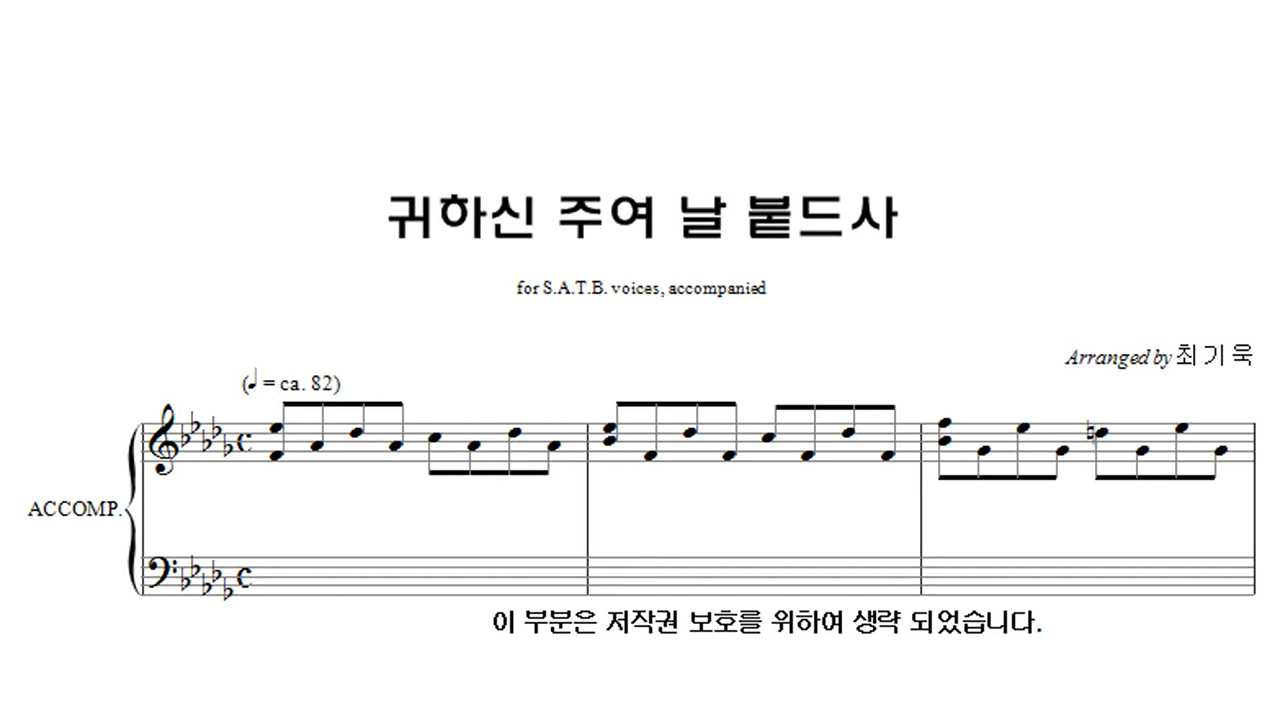 귀하신 주여 날 붙드사
for S.A.T.B. voices, accompanied
Arranged by 최 기 욱
(♩ = ca. 82)
ACCOMP.
이 부분은 저작권 보호를 위하여 생략 되었습니다.